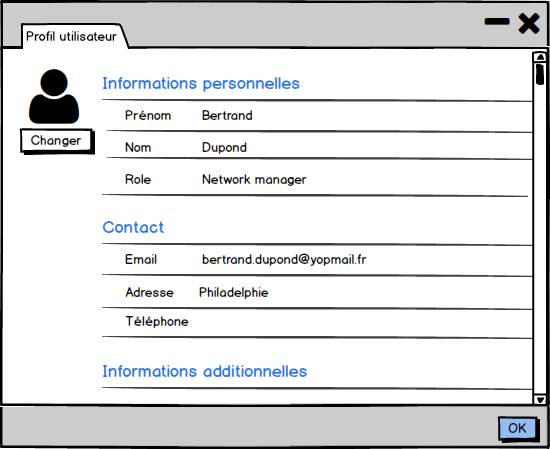 Profil utilisateur
Changer
Informations personnelles
Prénom Bertrand
Nom Dupond
Role Network manager
Contact
Email bertrand.dupond@yopmail.fr
Adresse Philadelphie
Téléphone
Informations additionnelles
OK